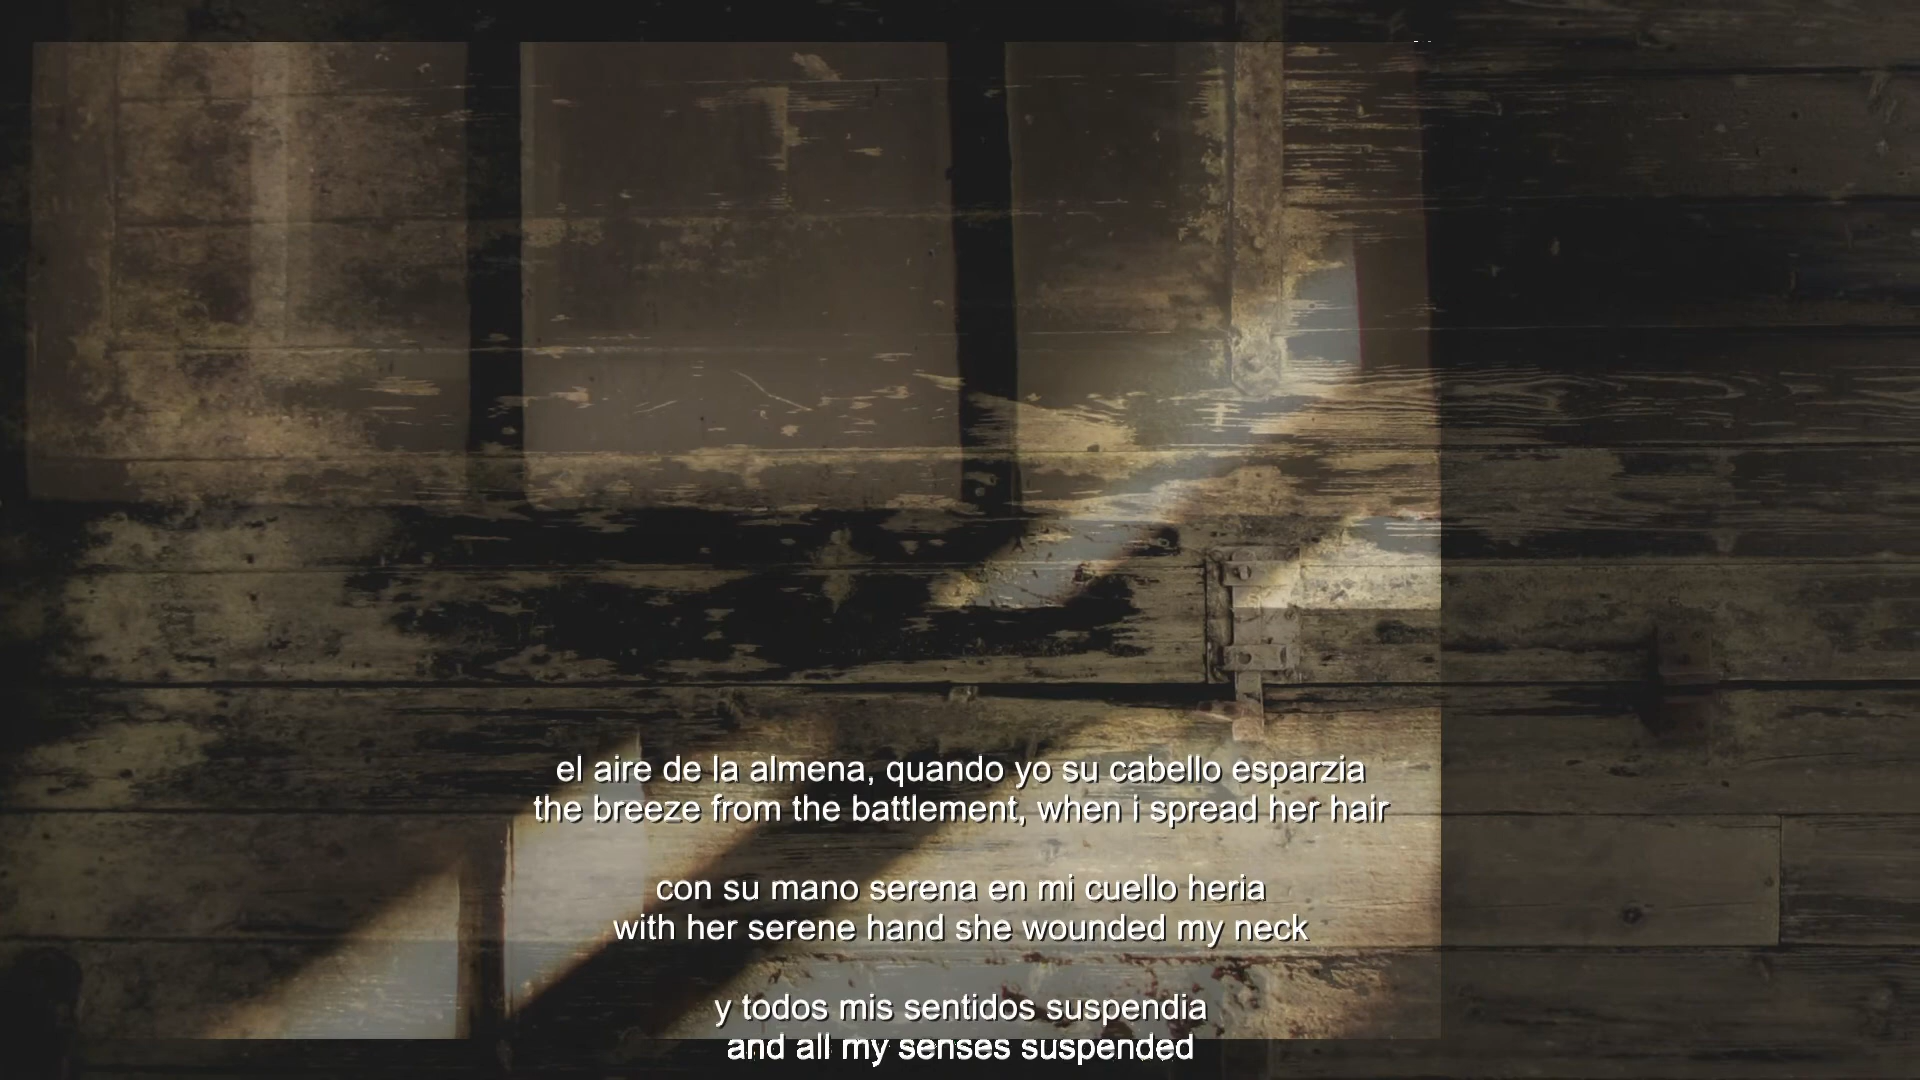 el aire de la almena, quando yo su cabello esparzia
the breeze from the battlement, when i spread her hair
con su mano serena en mi cuello heria
with her serene hand she wounded my neck
y todos mis sentidos suspendia
and all my senses suspended